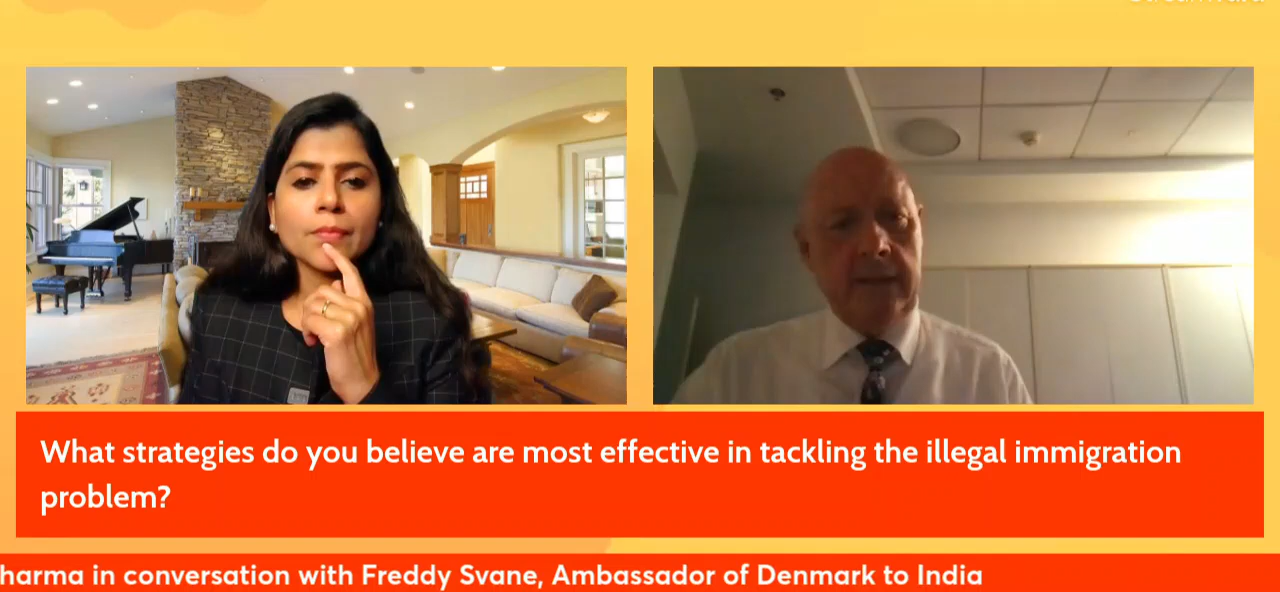 What strategies do you believe are most effective in tackling the illegal immigration
problem?
harma in conversation with Freddy Svane, Ambassador of Denmark to India